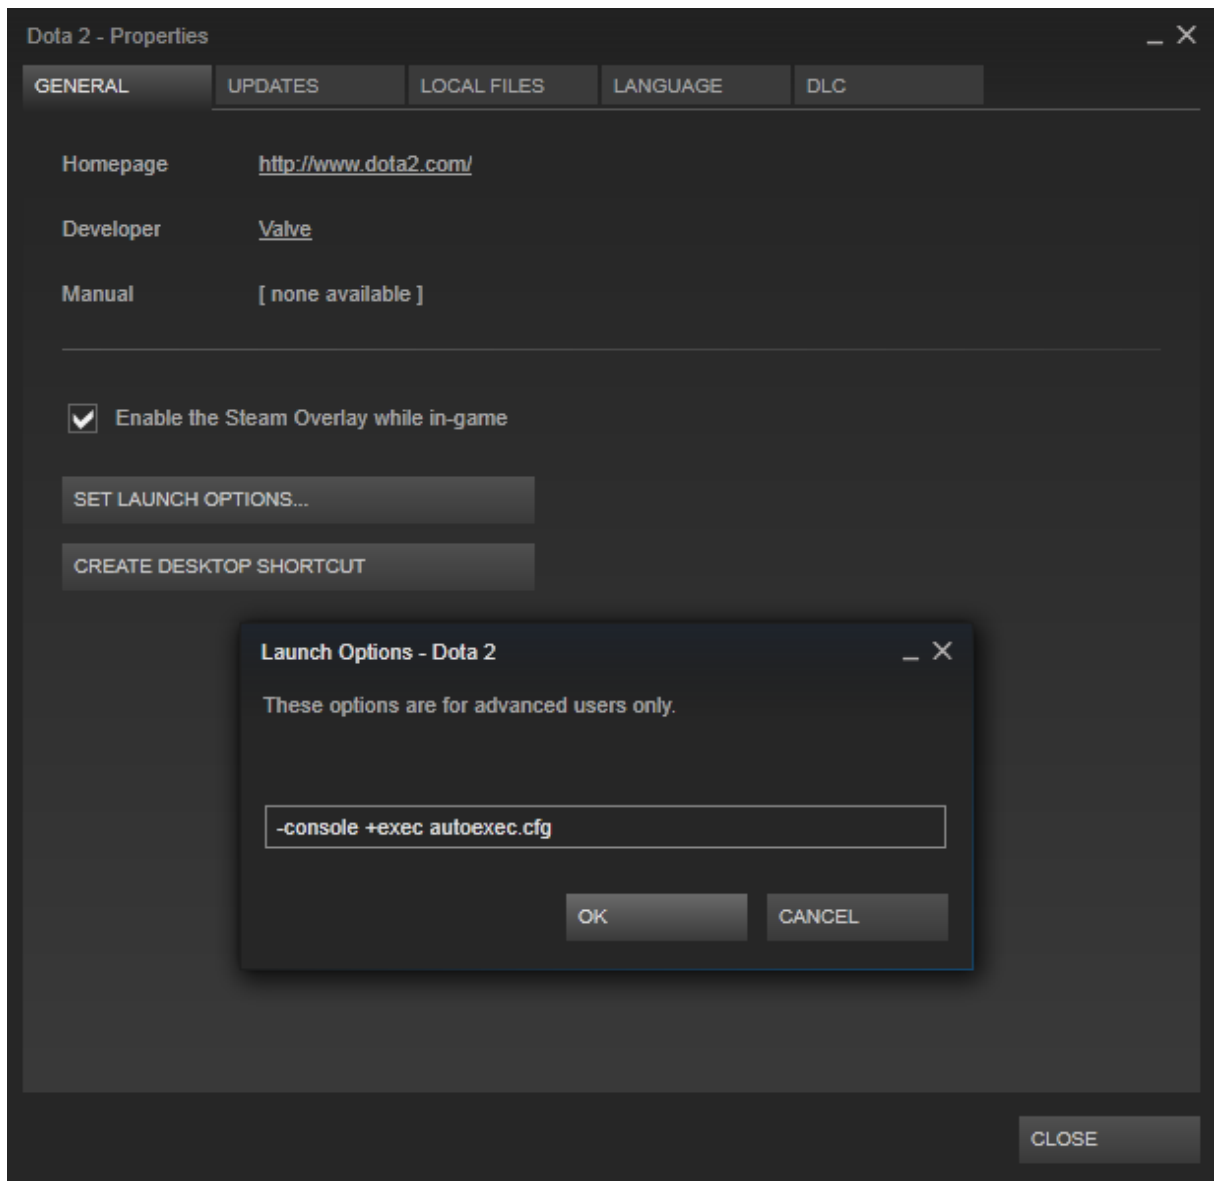 Dota 2 - Properties
GENERAL UPDATES LOCAL FILES LANGUAGE DLC
Homepage http://www.dota2.com/
Developer Valve
Manual [ none available ]
Enable the Steam Overlay while in-game
SET LAUNCH OPTIONS...
CREATE DESKTOP SHORTCUT
Launch Options - Dota 2
These options are for advanced users only.
-console +exec autoexec.cfg
OK CANCEL
CLOSE